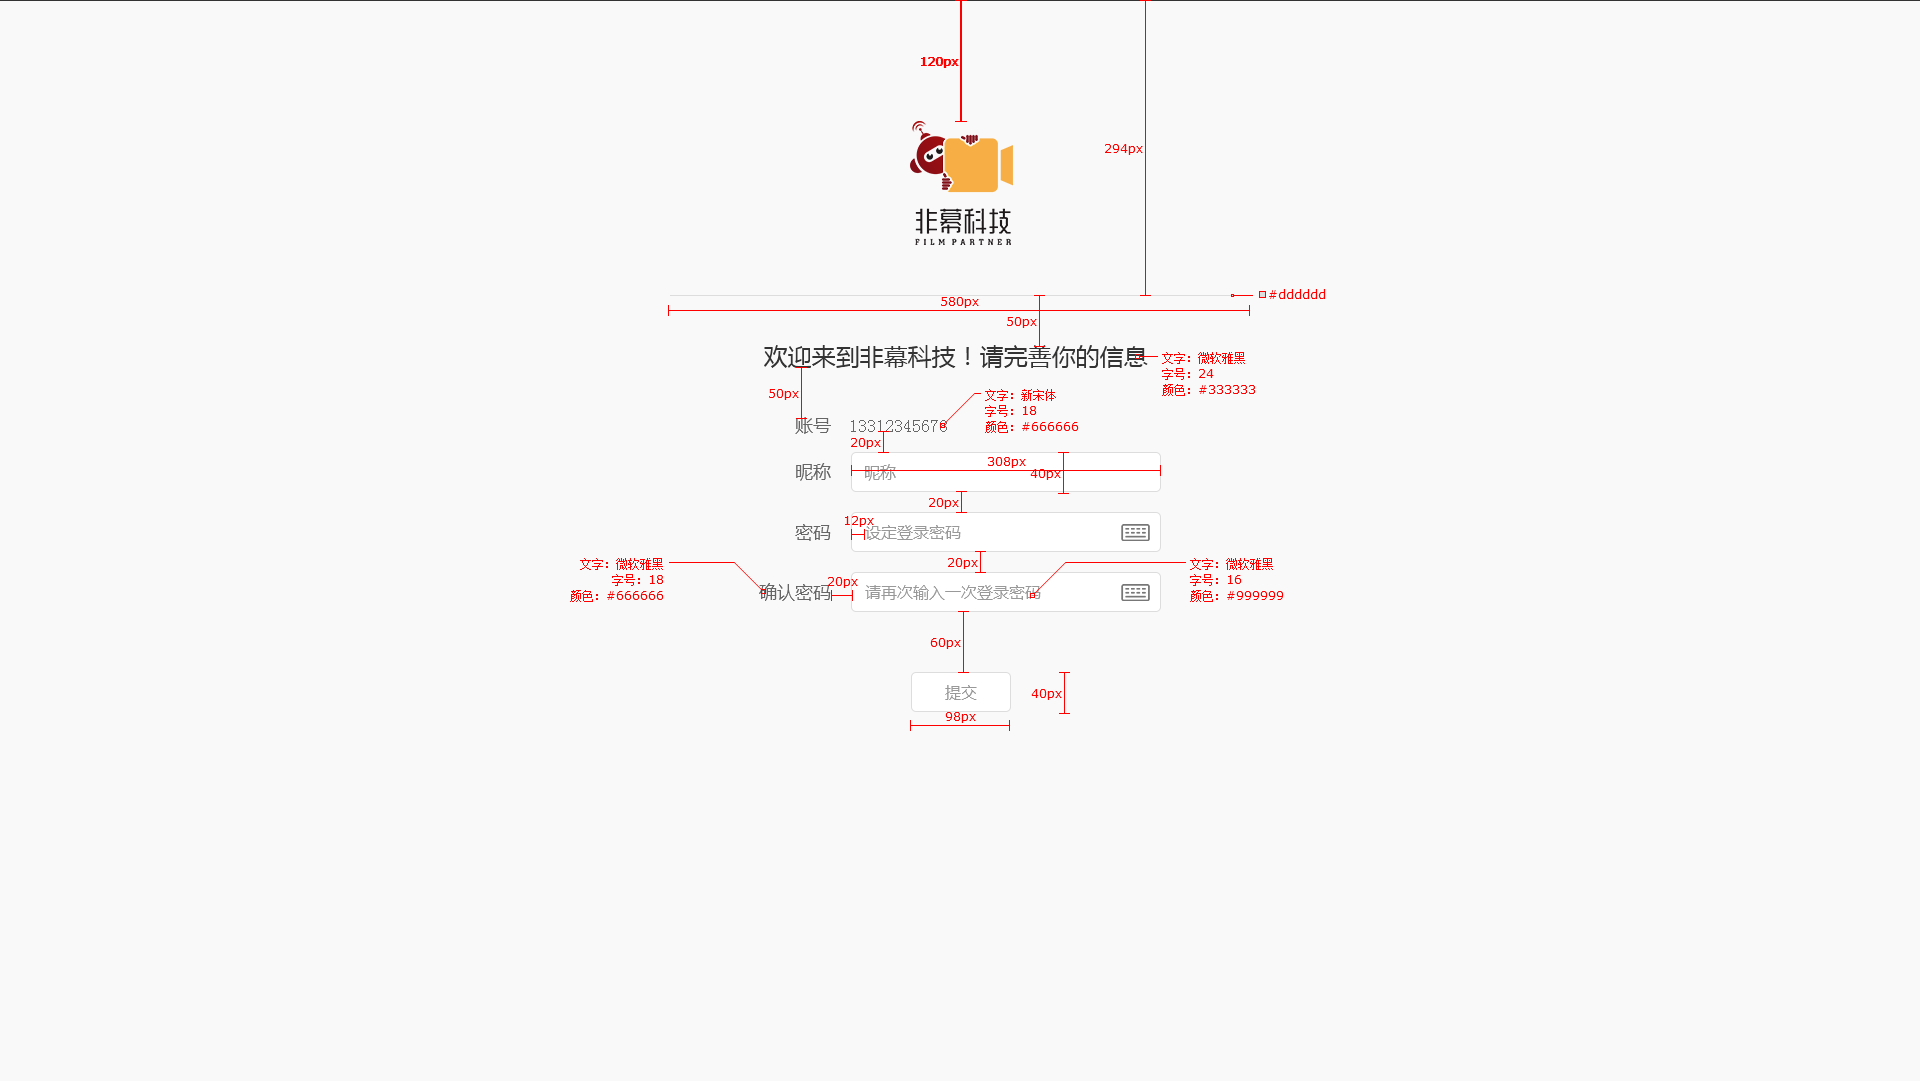 120px
294px
非幕科技
FILM PARTNER
#dddddd
580px
50px
欢迎来到非幕科技！请完善你的信息
文字：微软雅黑
字号：24
颜色：#333333
50px
文字：新宋体
字号：18
颜色：#666666
账号 13312345678
20px
308px
昵称 昵称
40px
20px
12px
密码 设定登录密码
20px
文字：微软雅黑
字号：18
颜色：#666666
文字：微软雅黑
字号：16
颜色：#999999
20px
确认密码 请再次输入一次登录密码
60px
提交
40px
98px